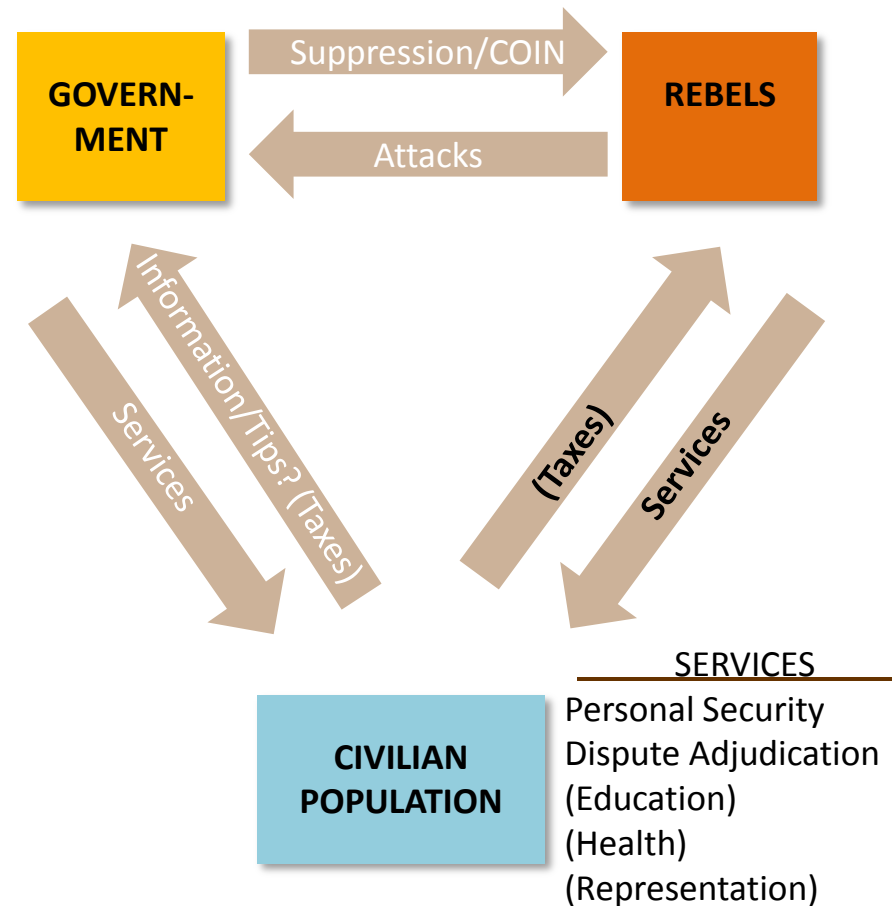 Suppression/COIN
GOVERN-
MENT
REBELS
Attacks
Information/Tips? (Taxes)
Services
(Taxes)
Services
SERVICES
Personal Security
Dispute Adjudication
(Education)
(Health)
(Representation)
CIVILIAN
POPULATION